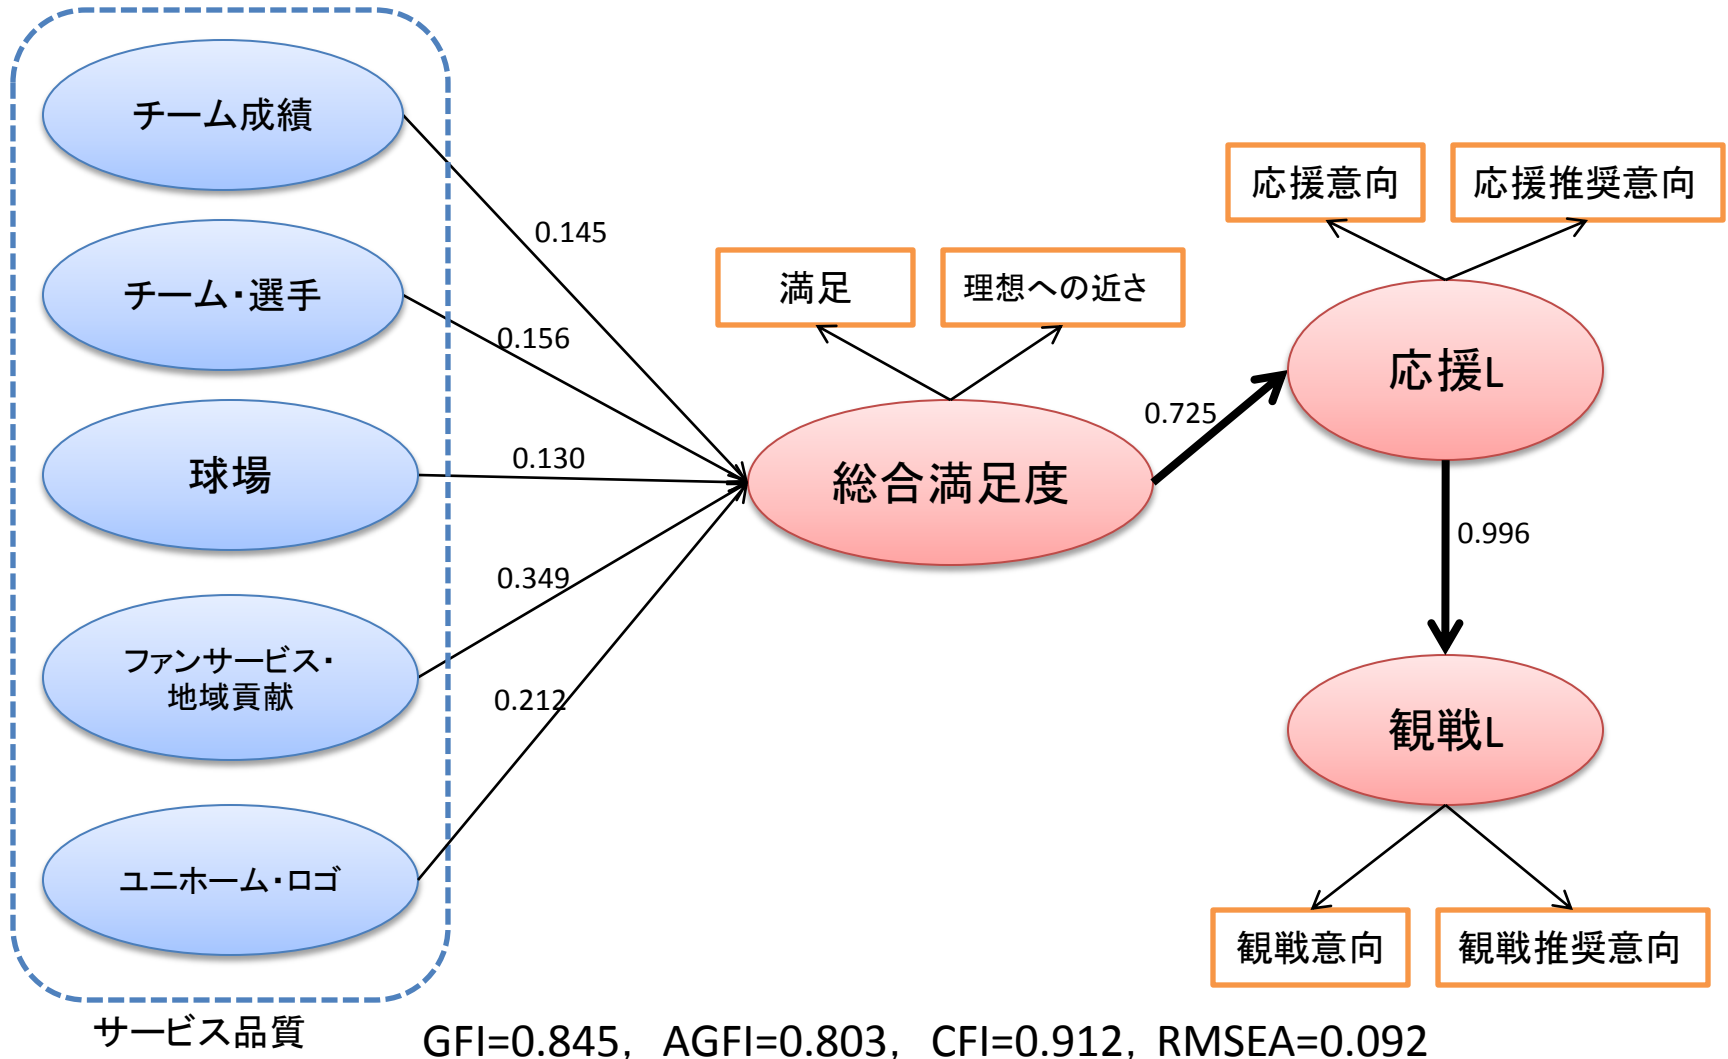 チーム成績
チーム・選手
球場
ファンサービス・
地域貢献
ユニホーム・ロゴ
サービス品質
0.145
0.156
0.130
0.349
0.212
満足
理想への近さ
総合満足度
0.725
応援意向
応援推奨意向
応援L
0.996
観戦L
観戦意向
観戦推奨意向
GFI=0.845, AGFI=0.803, CFI=0.912, RMSEA=0.092